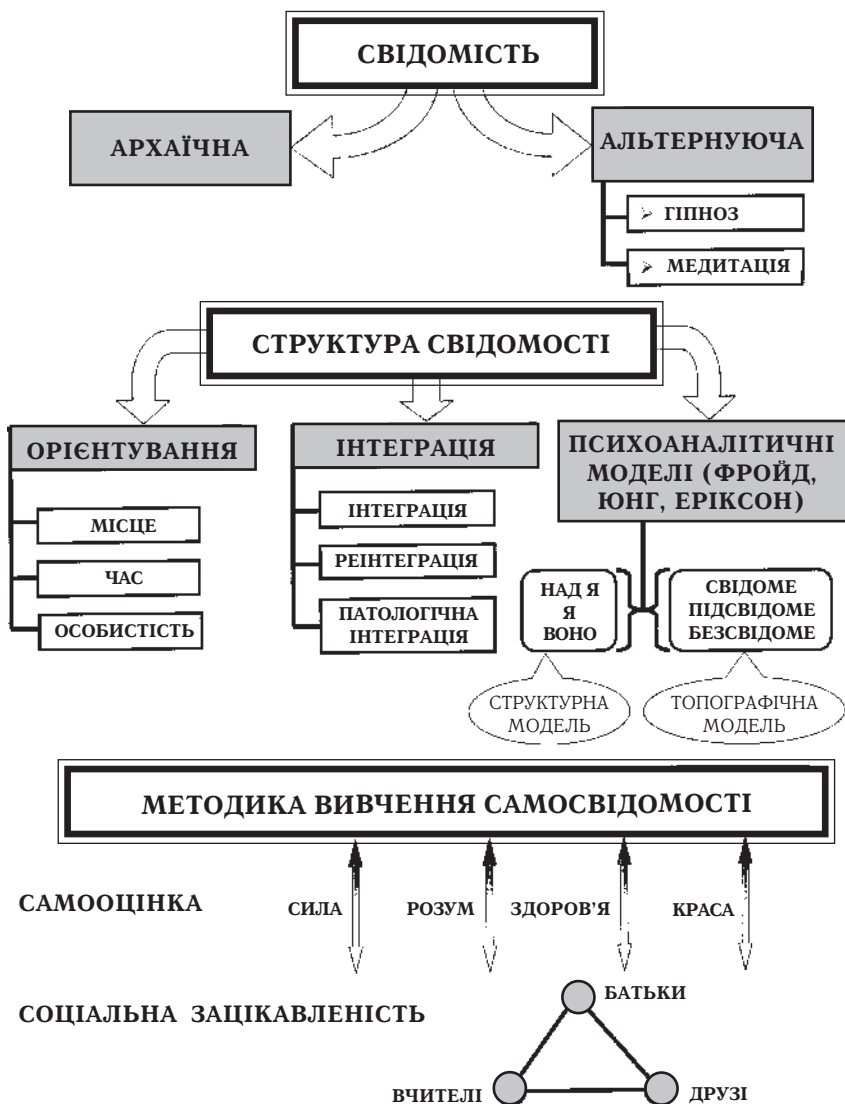 СВІДОМІСТЬ
АРХАЇЧНА
АЛЬТЕРНУЮЧА
➢ ГІПНОЗ
➢ МЕДИТАЦІЯ
СТРУКТУРА СВІДОМОСТІ
ОРІЄНТУВАННЯ
МІСЦЕ
ЧАС
ОСОБИСТІСТЬ
ІНТЕГРАЦІЯ
ІНТЕГРАЦІЯ
РЕІНТЕГРАЦІЯ
ПАТОЛОГІЧНА
ІНТЕГРАЦІЯ
ПСИХОАНАЛІТИЧНІ
МОДЕЛІ (ФРОЙД,
ЮНГ, ЕРІКСОН)
НАД Я
Я
ВОНО
СВІДОМЕ
ПІДСВІДОМЕ
БЕЗСВІДОМЕ
СТРУКТУРНА
МОДЕЛЬ
ТОПОГРАФІЧНА
МОДЕЛЬ
МЕТОДИКА ВИВЧЕННЯ САМОСВІДОМОСТІ
САМООЦІНКА
СИЛА
РОЗУМ
ЗДОРОВ'Я
КРАСА
СОЦІАЛЬНА ЗАЦІКАВЛЕНІСТЬ
БАТЬКИ
ВЧИТЕЛІ
ДРУЗІ